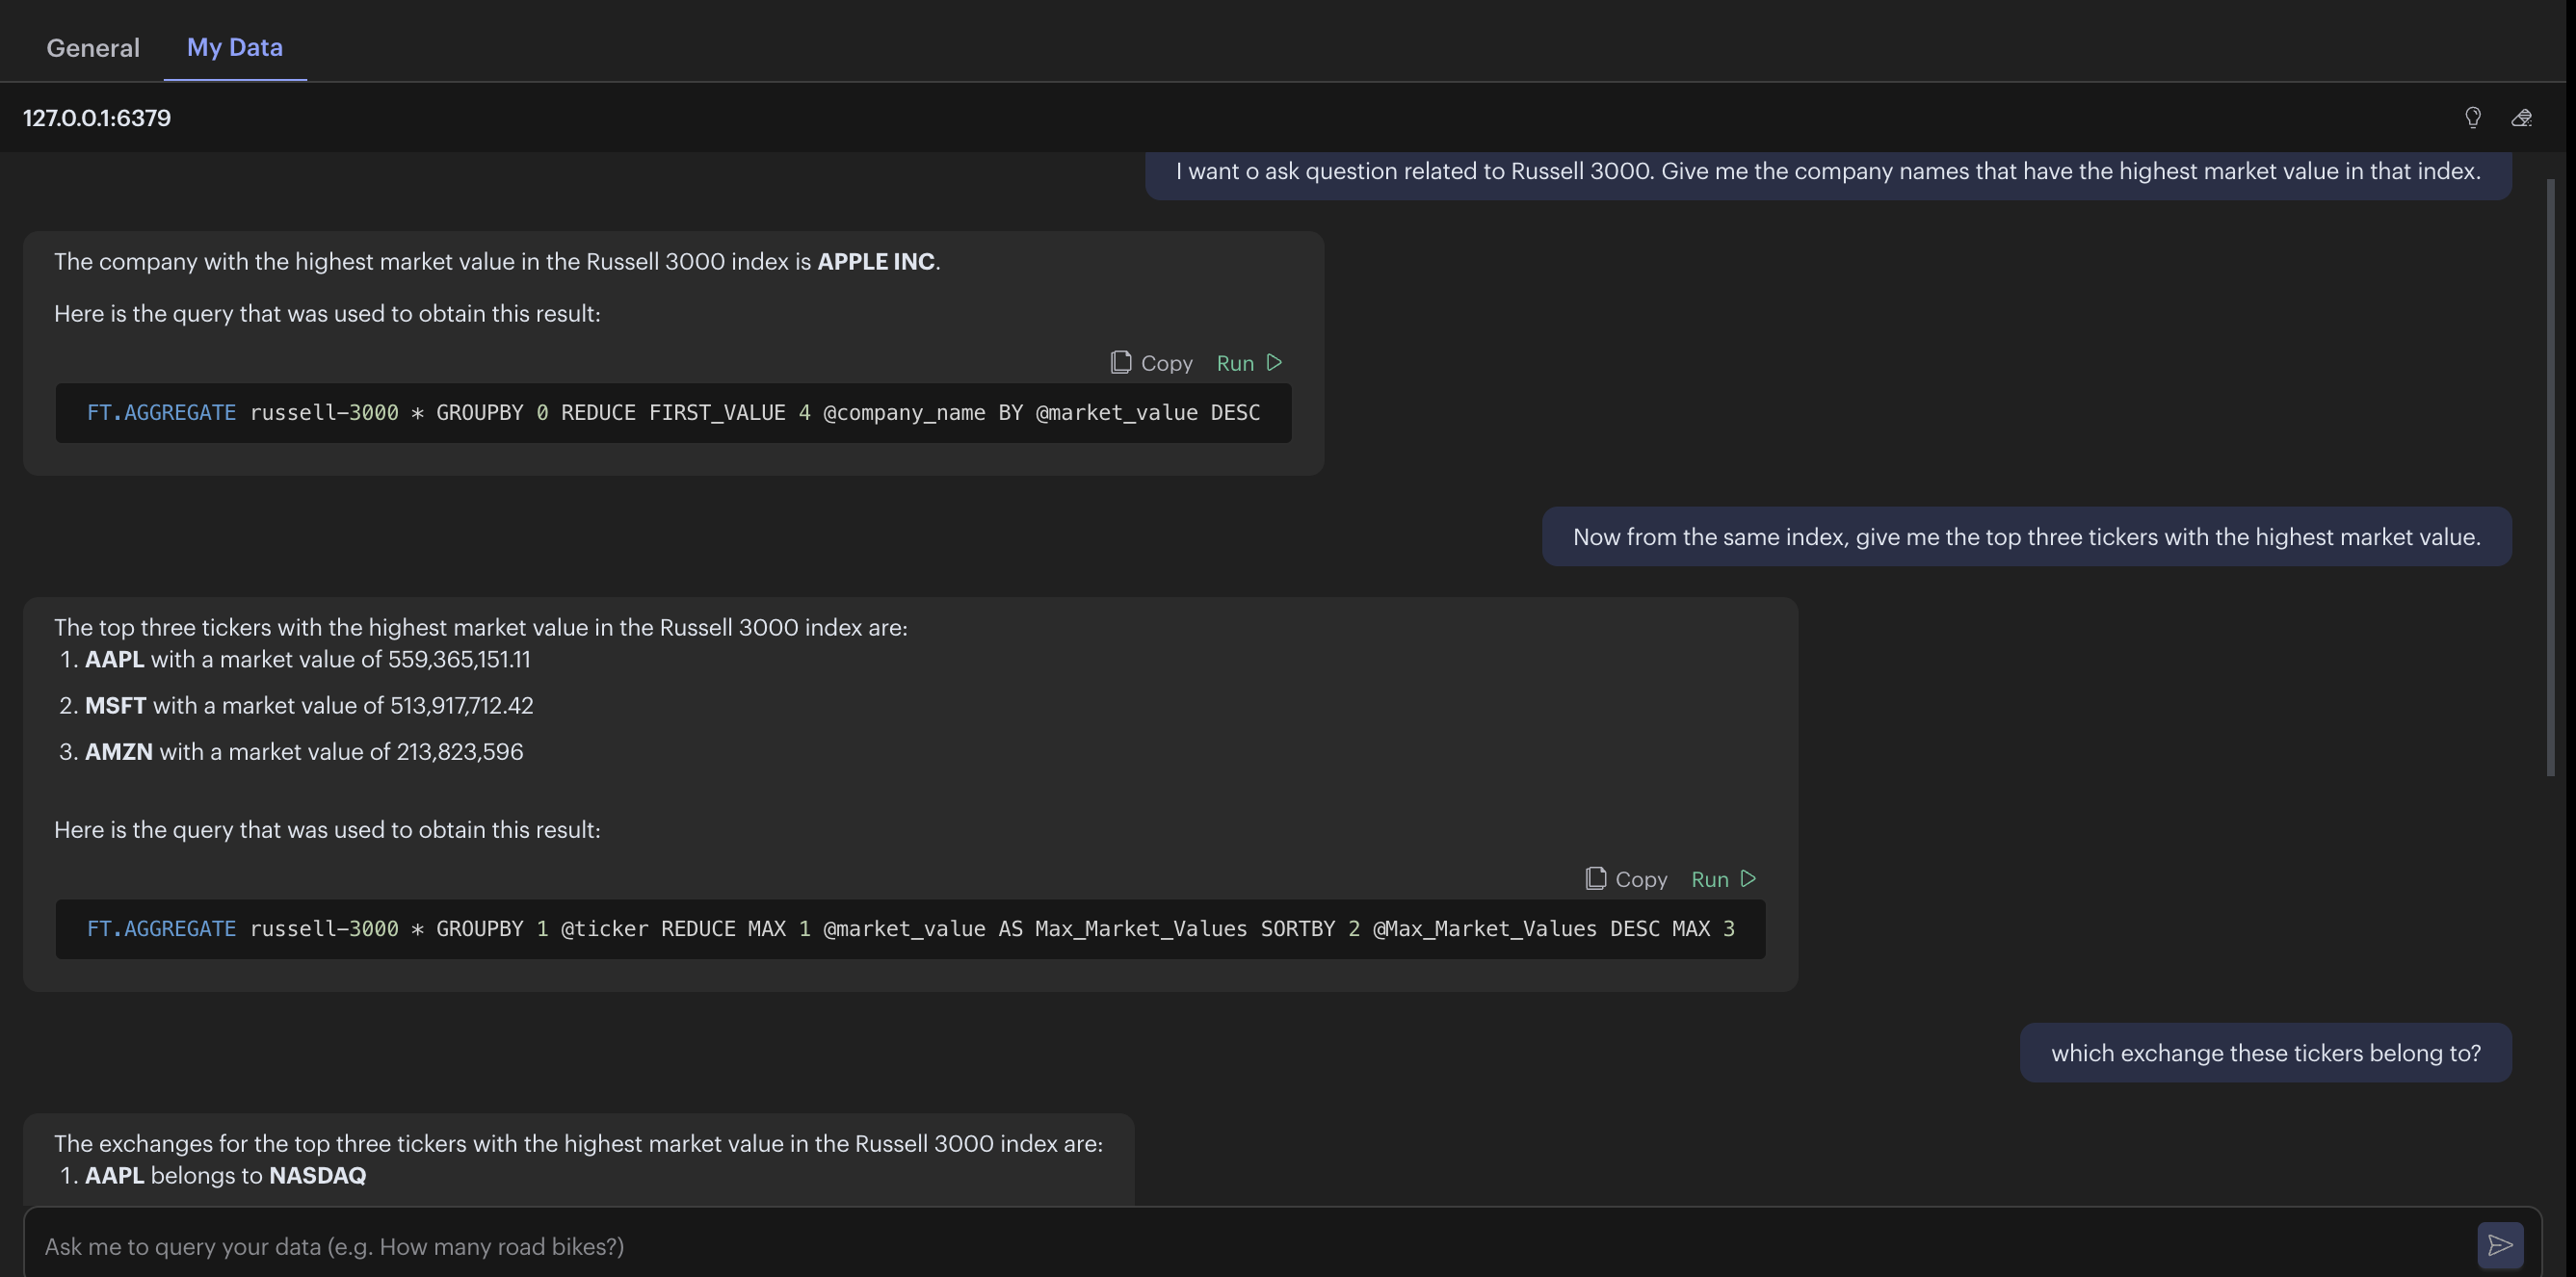 General My Data
127.0.0.1:6379
I want o ask question related to Russell 3000. Give me the company names that have the highest market value in that index.
The company with the highest market value in the Russell 3000 index is APPLE INC.
Here is the query that was used to obtain this result:
Copy Run
FT.AGGREGATE russell-3000 * GROUPBY 0 REDUCE FIRST_VALUE 4 @company_name BY @market_value DESC
Now from the same index, give me the top three tickers with the highest market value.
The top three tickers with the highest market value in the Russell 3000 index are:
1. AAPL with a market value of 559,365,151.11
2. MSFT with a market value of 513,917,712.42
3. AMZN with a market value of 213,823,596
Here is the query that was used to obtain this result:
Copy Run
FT.AGGREGATE russell-3000 * GROUPBY 1 @ticker REDUCE MAX 1 @market_value AS Max_Market_Values SORTBY 2 @Max_Market_Values DESC MAX 3
which exchange these tickers belong to?
The exchanges for the top three tickers with the highest market value in the Russell 3000 index are:
1. AAPL belongs to NASDAQ
Ask me to query your data (e.g. How many road bikes?)